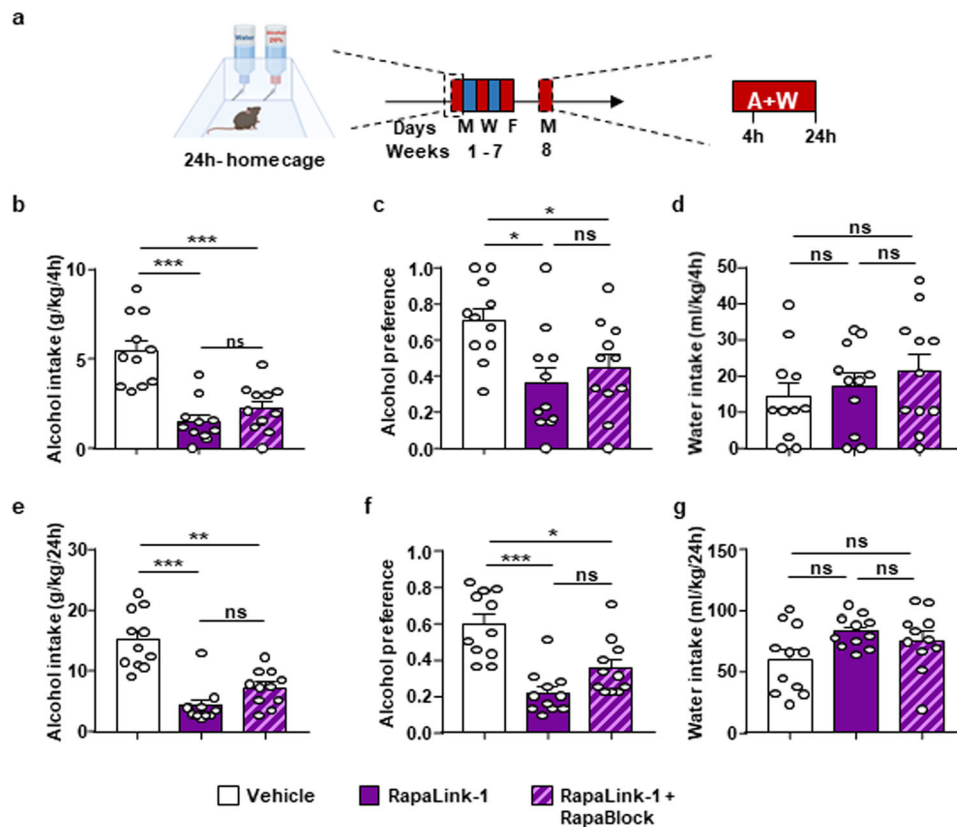 a
Water
Alcohol
20%
24h- home cage
Days
Weeks
M W F
1 - 7
M
8
A+W
4h
24h
b
Alcohol intake (g/kg/4h)
10
5
0
***
***
ns
c
Alcohol preference
1.0
0.8
0.6
0.4
0.2
0.0
*
*
ns
d
Water intake (ml/kg/4h)
50
40
30
20
10
0
ns
ns
ns
e
Alcohol intake (g/kg/24h)
30
20
10
0
**
***
ns
f
Alcohol preference
1.0
0.8
0.6
0.4
0.2
0.0
*
***
ns
g
Water intake (ml/kg/24h)
150
100
50
0
ns
ns
ns
Vehicle
RapaLink-1
RapaLink-1 +
RapaBlock